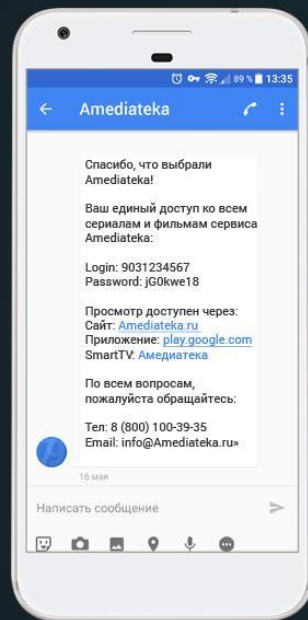 89 % 13:35
Amediateka
Спасибо, что выбрали
Amediateka!
Ваш единый доступ ко всем
сериалам и фильмам сервиса
Amediateka:
Login: 9031234567
Password: jG0kwe18
Просмотр доступен через:
Сайт: Amediateka.ru
Приложение: play.google.com
SmartTV: Амедиатека
По всем вопросам,
пожалуйста обращайтесь:
Тел: 8 (800) 100-39-35
Email: info@Amediateka.ru»
16 мая
Написать сообщение